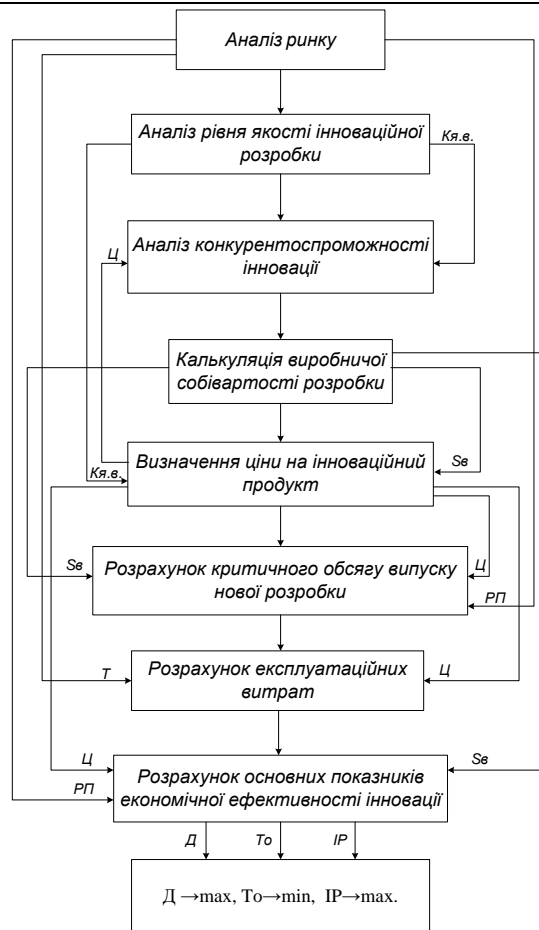 Аналіз ринку
Аналіз рівня якості інноваційної
розробки
Кя.в.
Аналіз конкурентоспроможності
інновації
Ц
Калькуляція виробничої
собівартості розробки
Визначення ціни на інноваційний
продукт
Sв
Кя.в.
Розрахунок критичного обсягу випуску
нової розробки
Sв
Ц
РП
Розрахунок експлуатаційних
витрат
Т
Ц
Розрахунок основних показників
економічної ефективності інновації
Ц
РП
Sв
Д
То
ІР
Д →max, То→min, ІР→max.